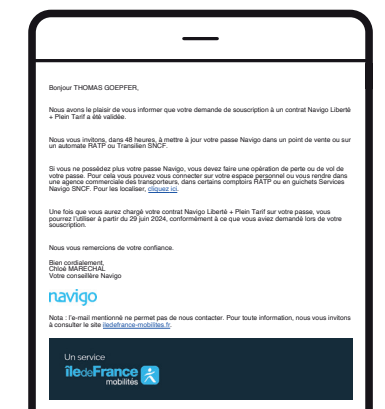 Bonjour THOMAS GOEPFER,
Nous avons le plaisir de vous informer que votre demande de souscription à un contrat Navigo Liberté
+ Plein Tarif a été validée.
Nous vous invitons, dans 48 heures, à mettre à jour votre passe Navigo dans un point de vente ou sur
un automate RATP ou Transilien SNCF.
Si vous ne possédez plus votre passe Navigo, vous devez faire une opération de perte ou de vol de
votre passe. Pour cela vous pouvez vous connecter sur votre espace personnel ou vous rendre dans
une agence commerciale des transporteurs, dans certains comptoirs RATP ou en guichets Services
Navigo SNCF. Pour les localiser, cliquez ici.
Une fois que vous aurez chargé votre contrat Navigo Liberté + Plein Tarif sur votre passe, vous
pourrez l'utiliser à partir du 29 juin 2024, conformément à ce que vous aviez demandé lors de votre
souscription.
Nous vous remercions de votre confiance.
Bien cordialement,
Chloé MARECHAL
Votre conseillère Navigo
navigo
Nota : l'e-mail mentionné ne permet pas de nous contacter. Pour toute information, nous vous invitons
à consulter le site iledefrance-mobilites.fr.
Un service
îledeFrance
mobilités